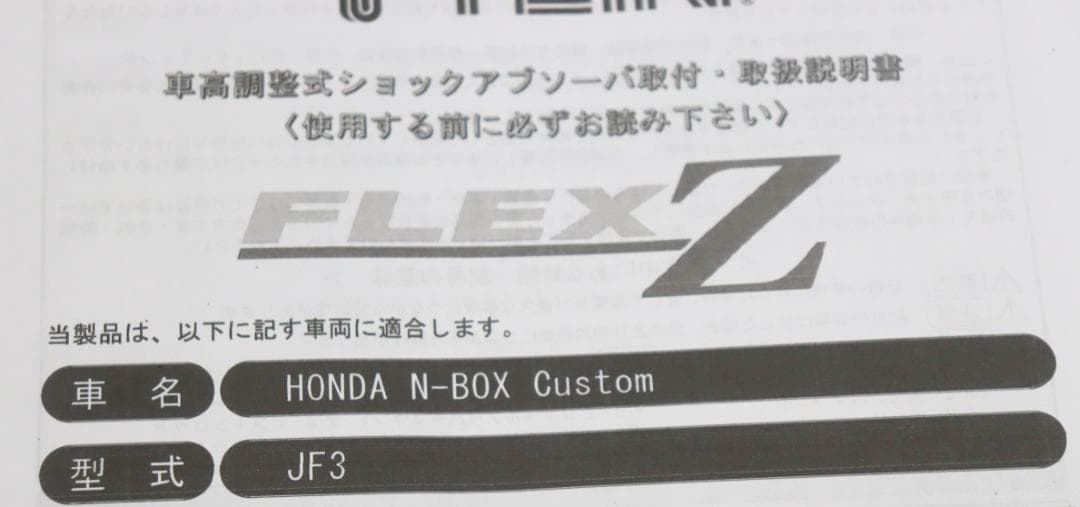 車高調整式ショックアブソーバ取付・取扱説明書
〈使用する前に必ずお読み下さい〉
FLEX Z
当製品は、以下に記す車両に適合します。
車 名 HONDA N-BOX Custom
型 式 JF3